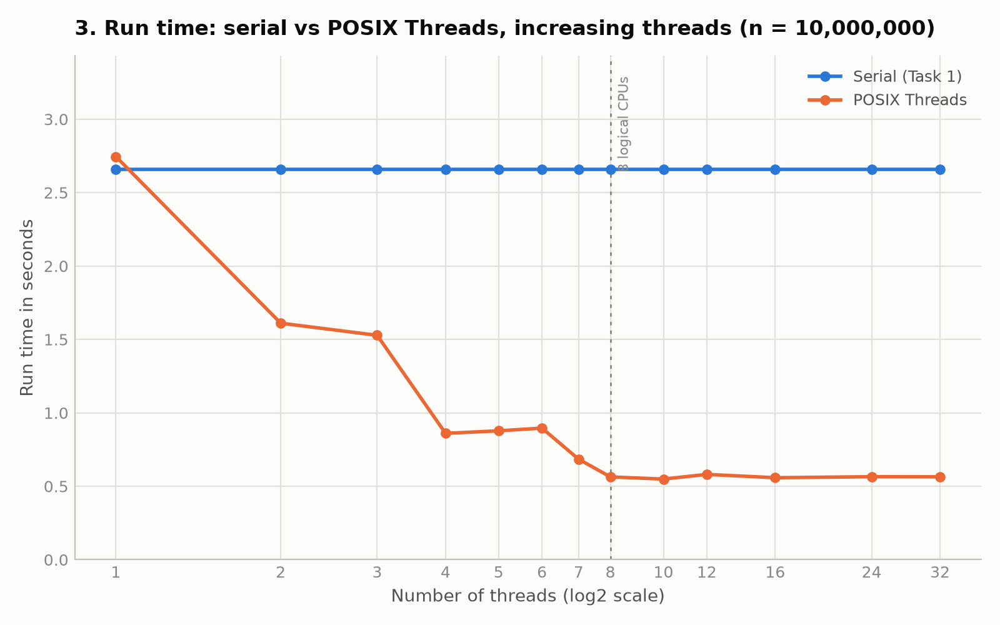 3. Run time: serial vs POSIX Threads, increasing threads (n = 10,000,000)
Serial (Task 1)
POSIX Threads
8 logical CPUs
Run time in seconds
3.0
2.5
2.0
1.5
1.0
0.5
0.0
1 2 3 4 5 6 7 8 10 12 16 24 32
Number of threads (log2 scale)